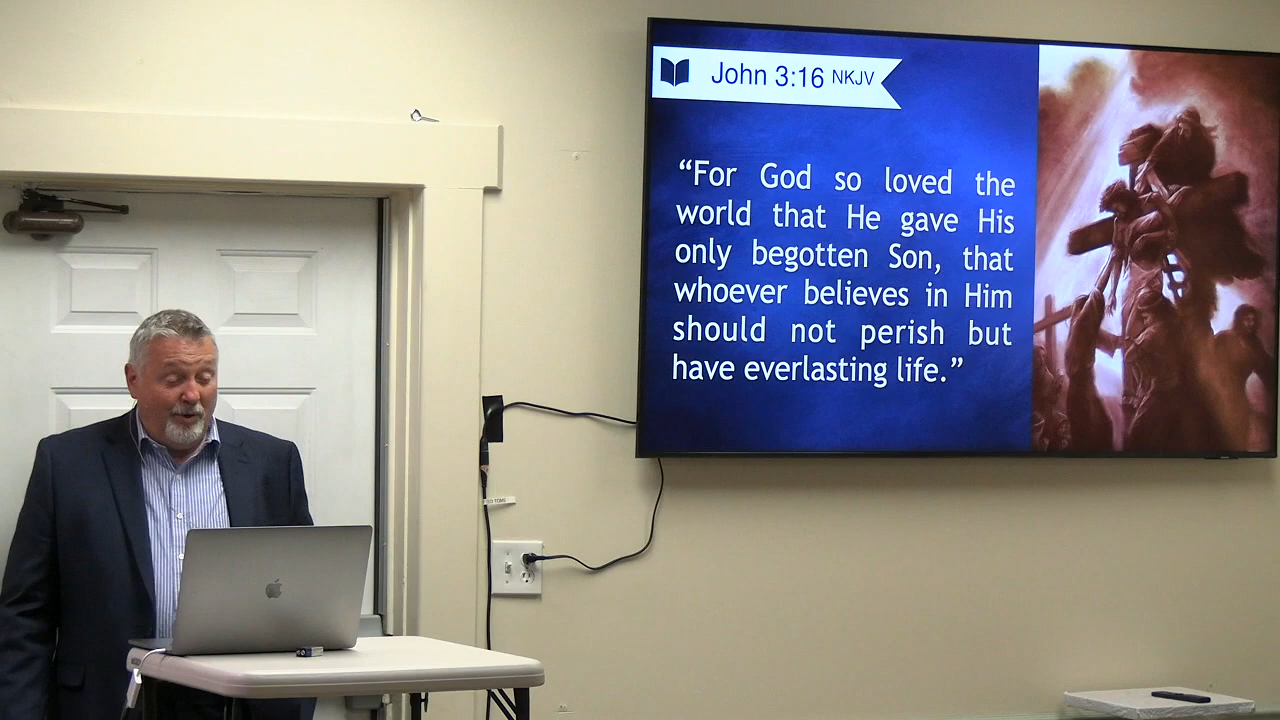 John 3:16 NKJV
“For God so loved the
world that He gave His
only begotten Son, that
whoever believes in Him
should not perish but
have everlasting life.”